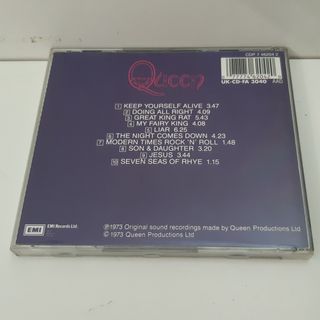 CDP 7 46204 2
UK-CD-FA 3040 AAD
Queen
1 KEEP YOURSELF ALIVE 3.47
2 DOING ALL RIGHT 4.09
3 GREAT KING RAT 5.43
4 MY FAIRY KING 4.08
5 LIAR 6.25
6 THE NIGHT COMES DOWN 4.23
7 MODERN TIMES ROCK 'N' ROLL 1.48
8 SON & DAUGHTER 3.20
9 JESUS 3.44
10 SEVEN SEAS OF RHYE 1.15
EMI
EMI Records Ltd.
℗ 1973 Original sound recordings made by Queen Productions Ltd
© 1973 Queen Productions Ltd